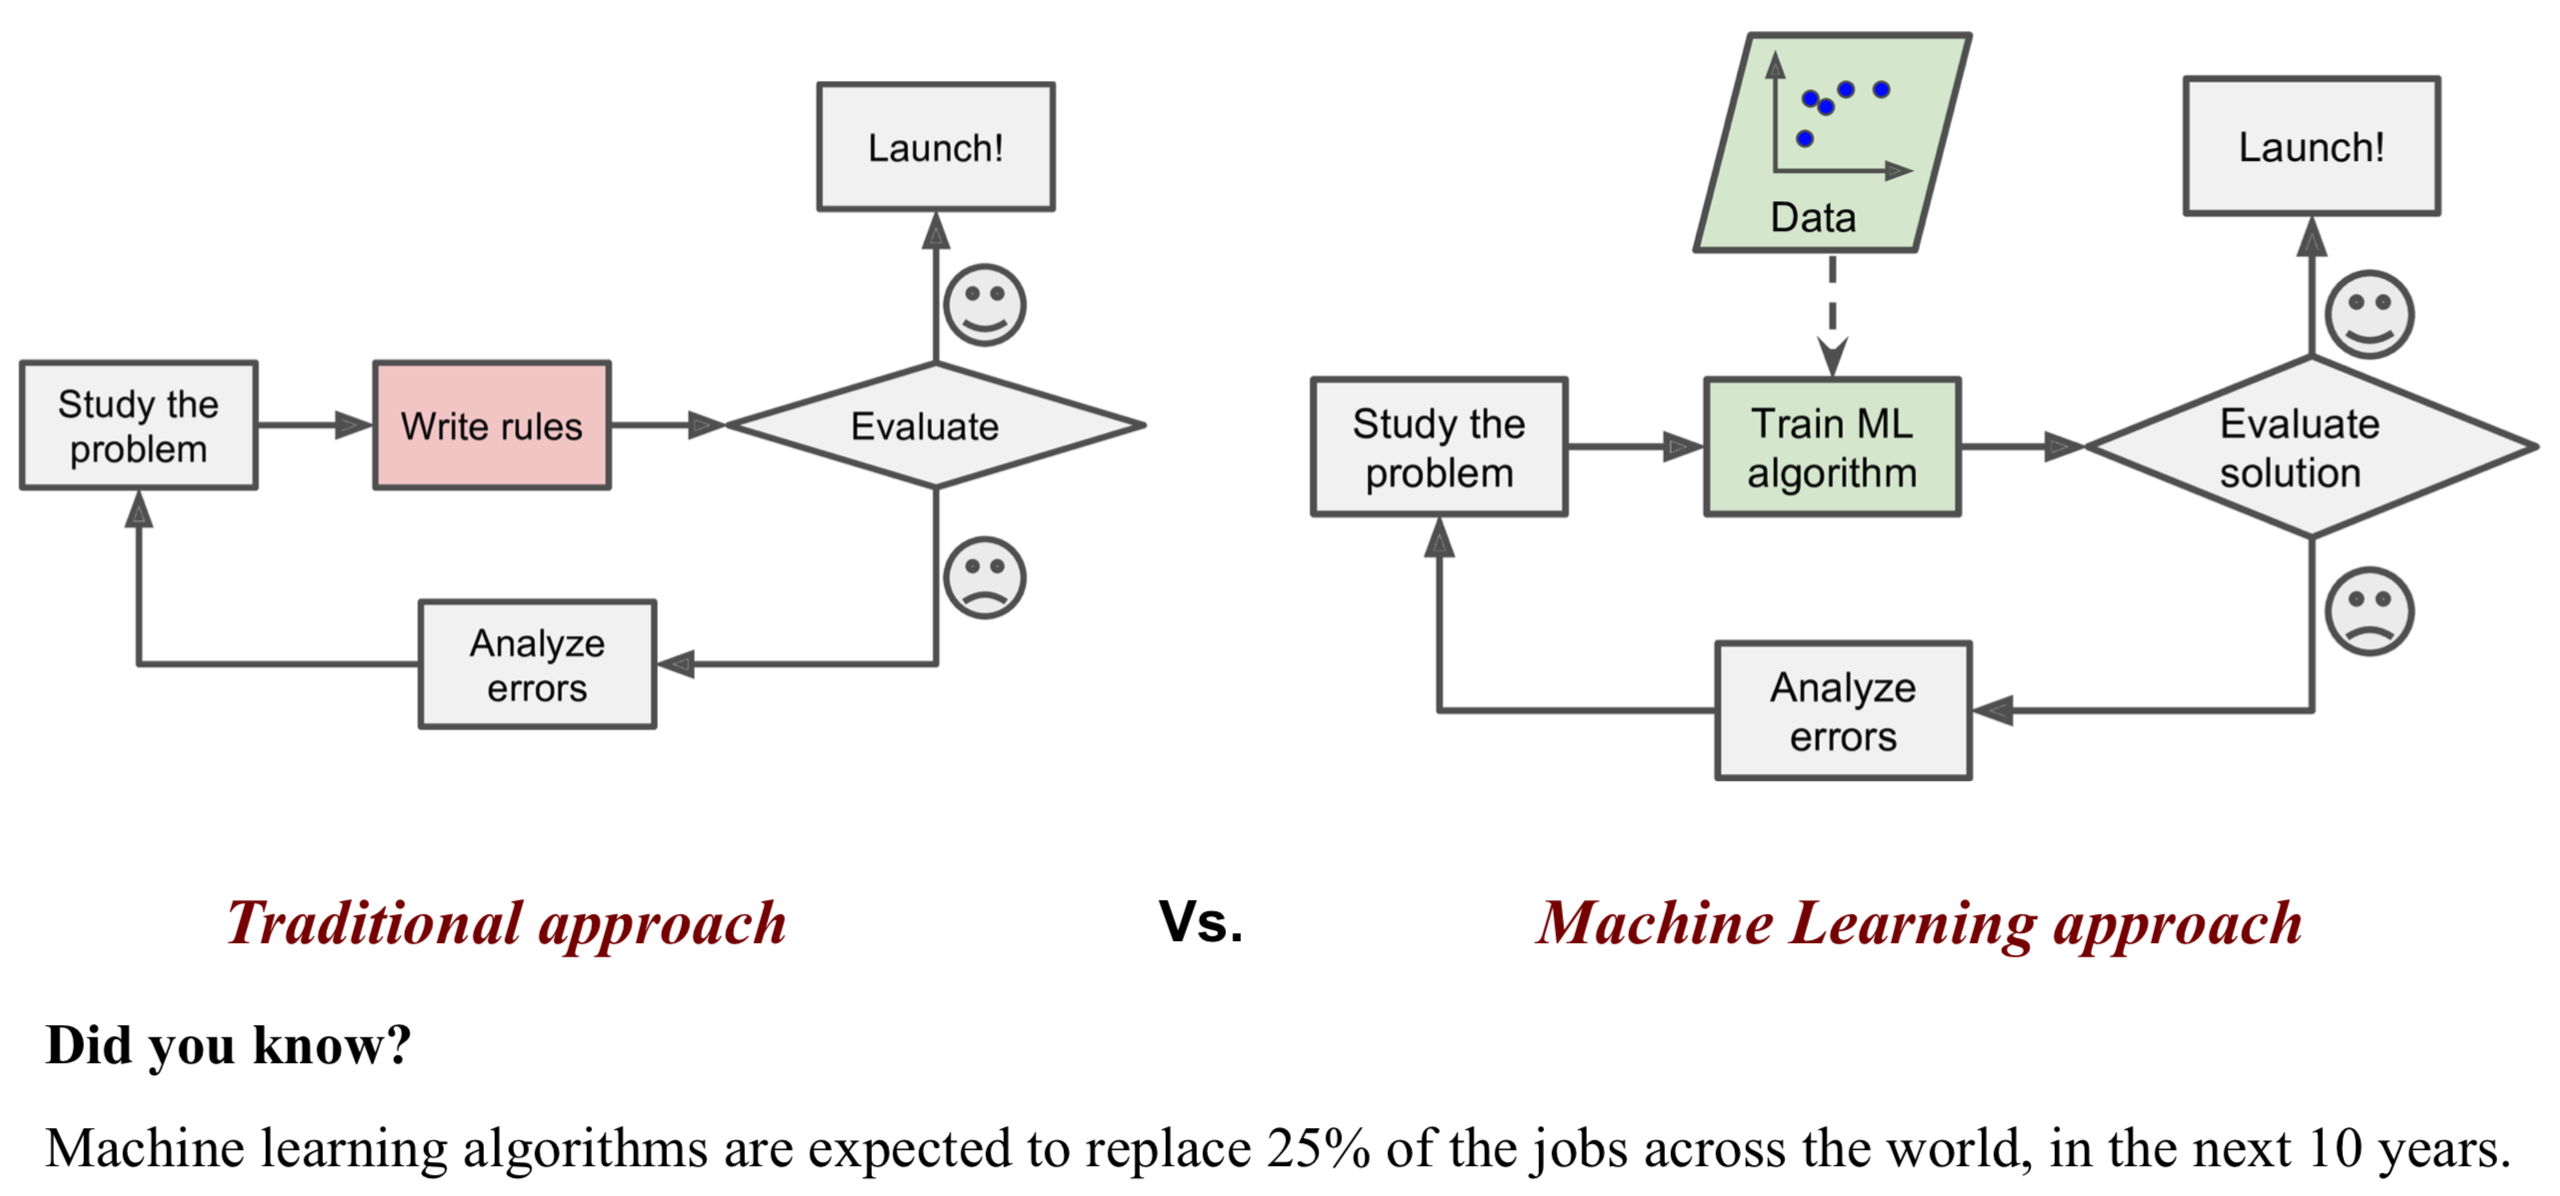 Launch!
Study the
problem
Write rules
Evaluate
Analyze
errors
Data
Launch!
Study the
problem
Train ML
algorithm
Evaluate
solution
Analyze
errors
Traditional approach
Vs.
Machine Learning approach
Did you know?
Machine learning algorithms are expected to replace 25% of the jobs across the world, in the next 10 years.